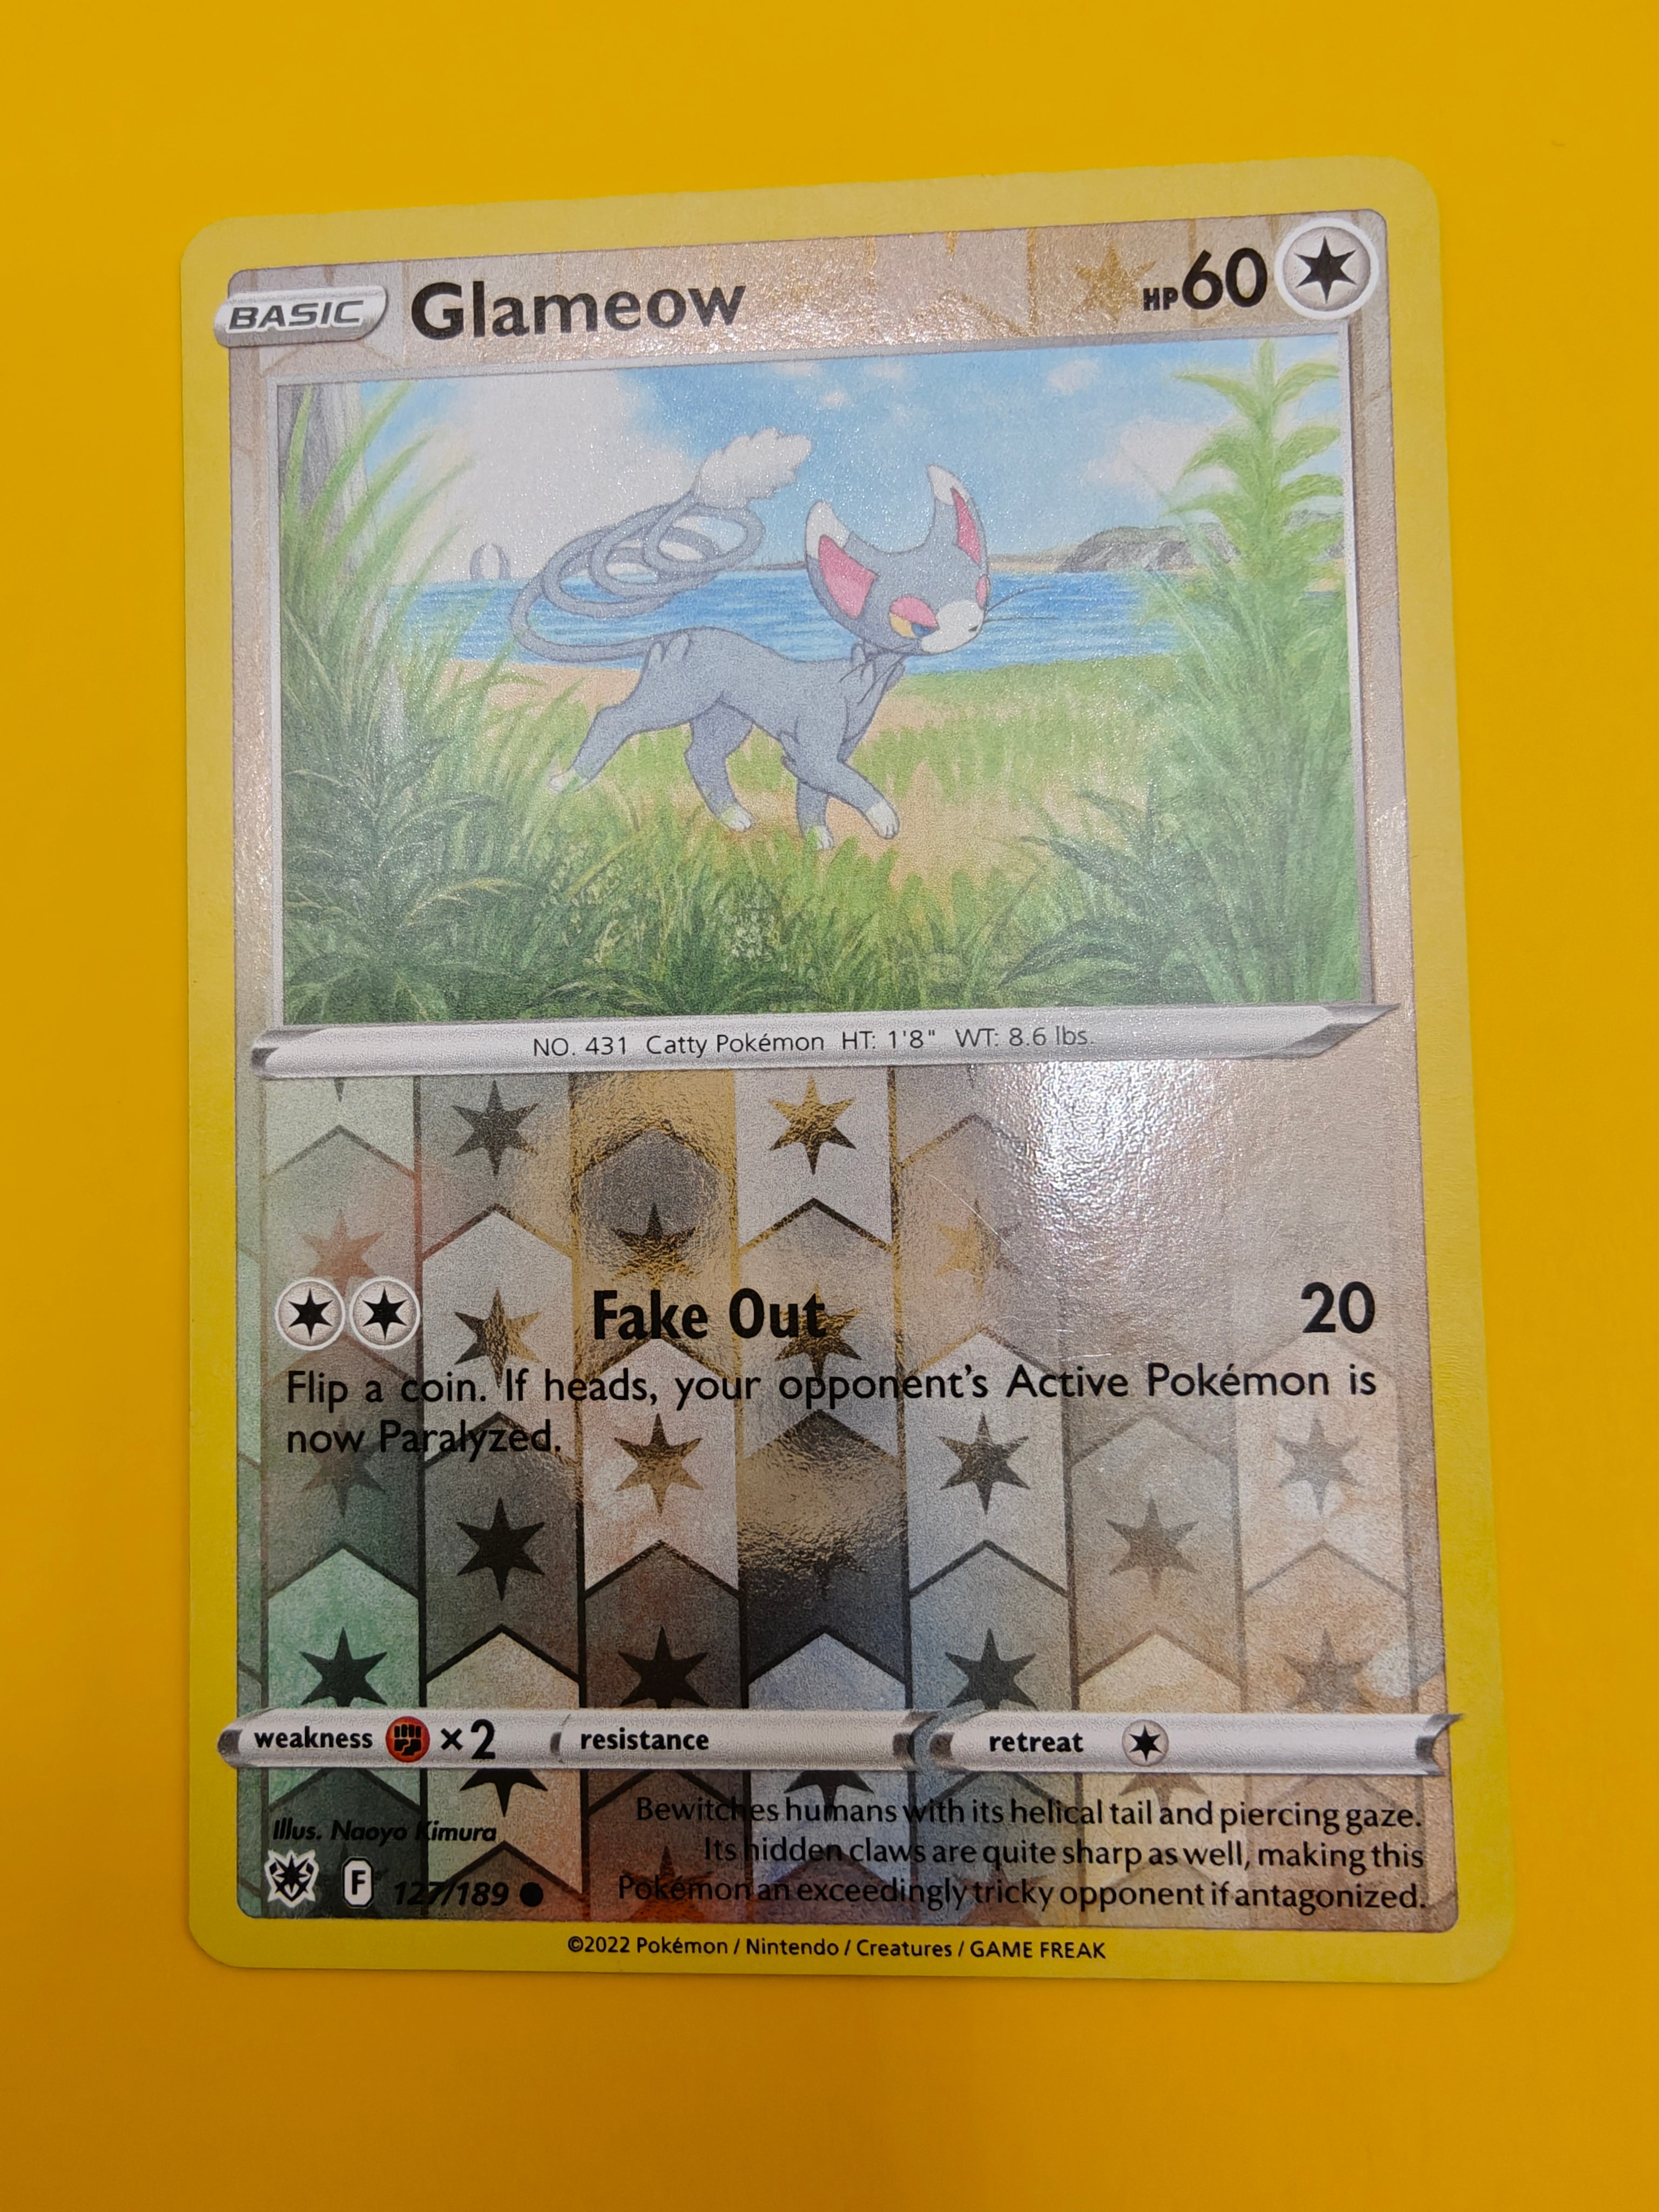 BASIC Glameow HP 60
NO. 431 Catty Pokémon HT: 1'8" WT: 8.6 lbs.
Fake Out 20
Flip a coin. If heads, your opponent's Active Pokémon is
now Paralyzed.
weakness ×2 resistance retreat
Illus. Naoyo Kimura
F 127/189
Bewitches humans with its helical tail and piercing gaze.
Its hidden claws are quite sharp as well, making this
Pokémon an exceedingly tricky opponent if antagonized.
©2022 Pokémon / Nintendo / Creatures / GAME FREAK